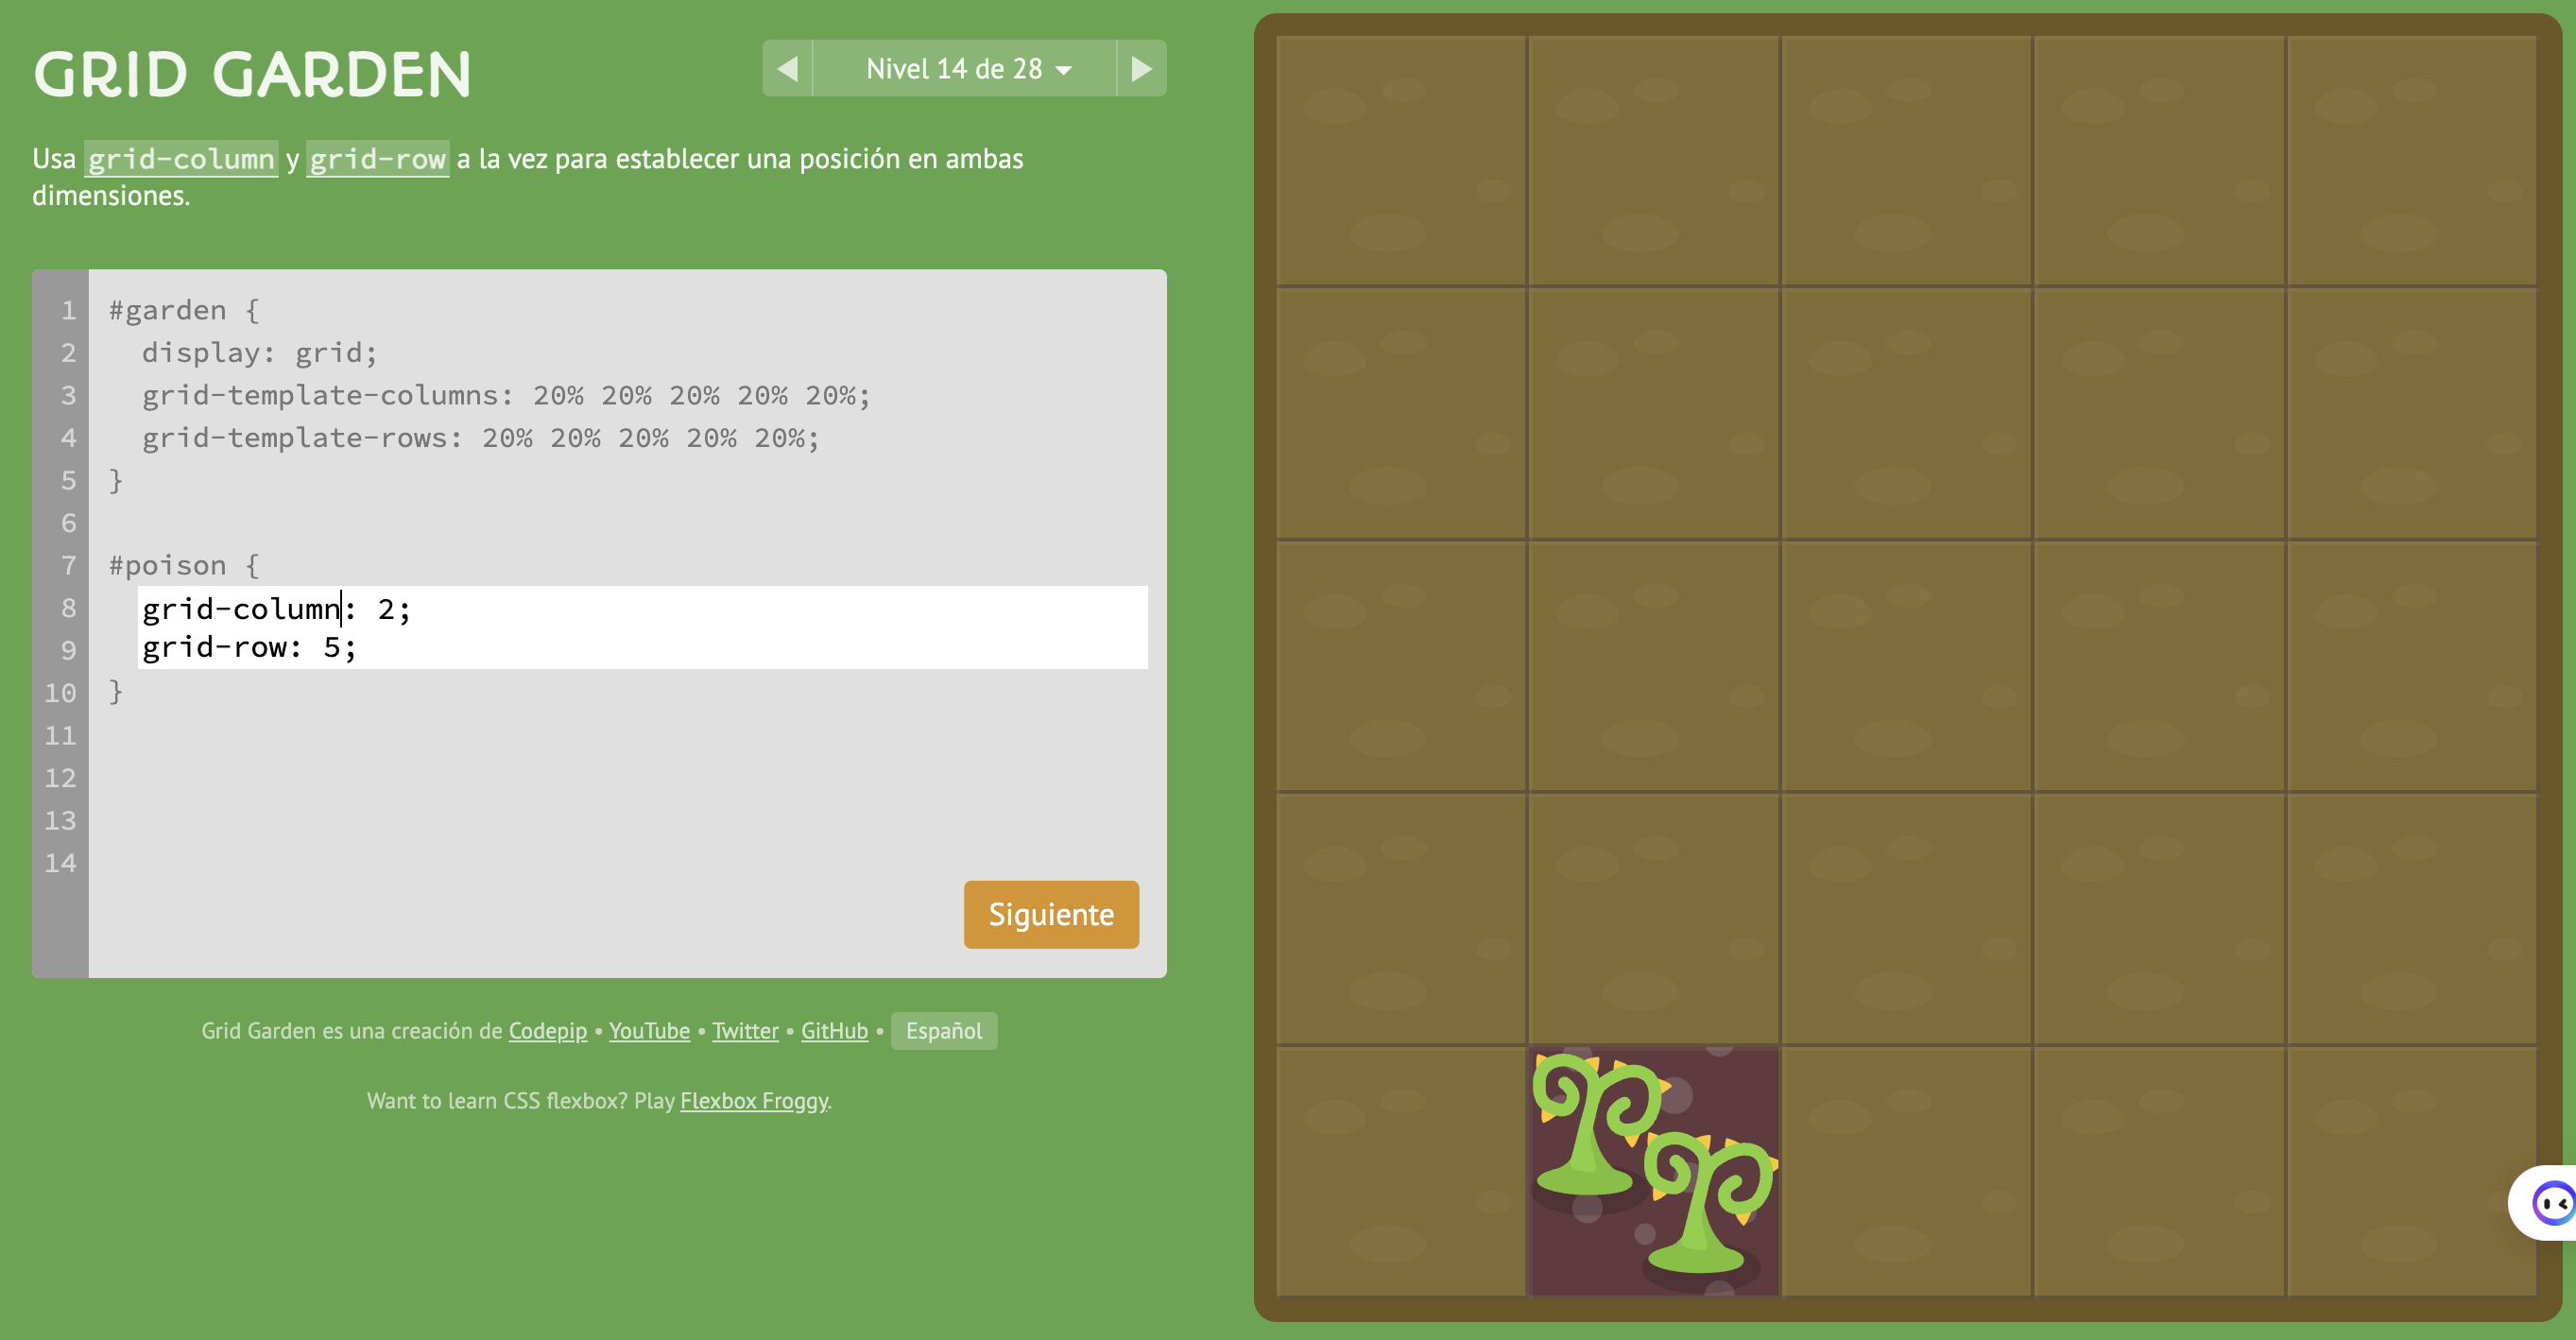 GRID GARDEN
Nivel 14 de 28
Usa grid-column y grid-row a la vez para establecer una posición en ambas
dimensiones.
1 #garden {
2 display: grid;
3 grid-template-columns: 20% 20% 20% 20% 20%;
4 grid-template-rows: 20% 20% 20% 20% 20%;
5 }
6
7 #poison {
8 grid-column: 2;
9 grid-row: 5;
10 }
11
12
13
14
Siguiente
Grid Garden es una creación de Codepip • YouTube • Twitter • GitHub • Español
Want to learn CSS flexbox? Play Flexbox Froggy.